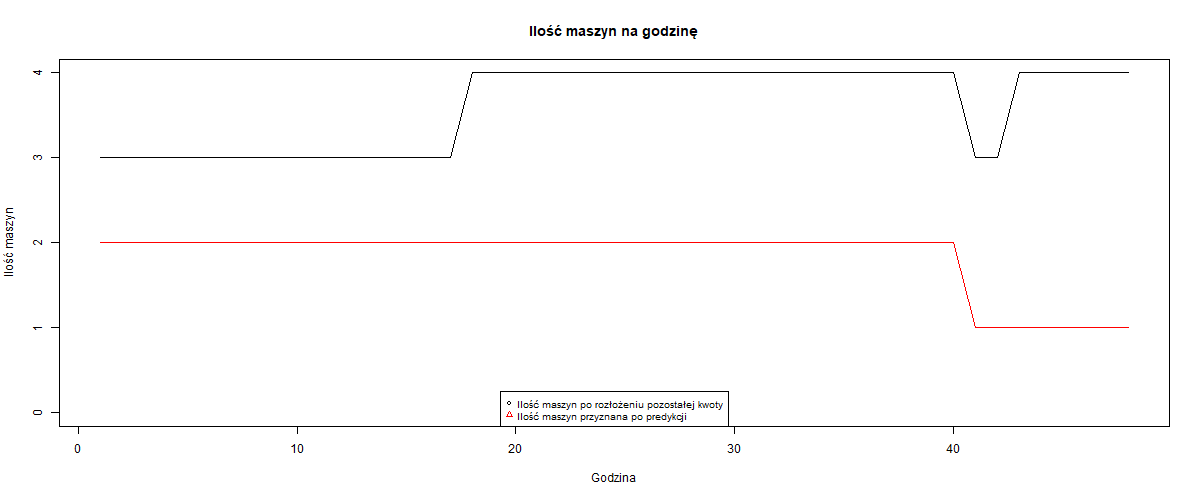 Ilość maszyn na godzinę
Ilość maszyn
4
3
2
1
0
Ilość maszyn po rozłożeniu pozostałej kwoty
Ilość maszyn przyznana po predykcji
0 10 20 30 40
Godzina